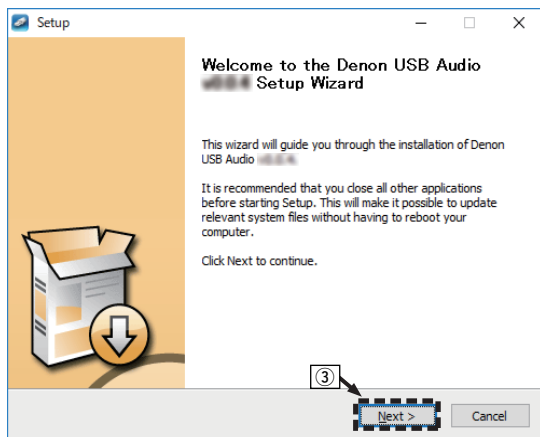 Setup
Welcome to the Denon USB Audio
Setup Wizard
This wizard will guide you through the installation of Denon
USB Audio
It is recommended that you close all other applications
before starting Setup. This will make it possible to update
relevant system files without having to reboot your
computer.
Click Next to continue.
③
Next >
Cancel